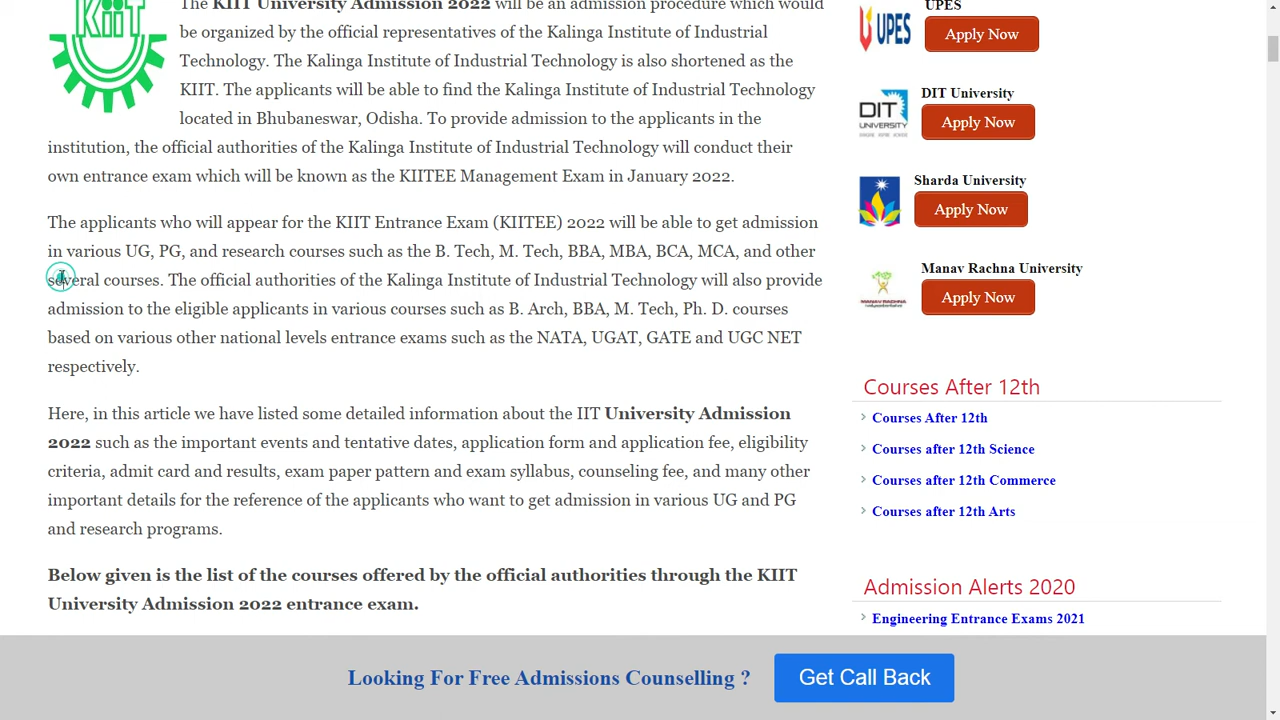 KiiT
The KIIT University Admission 2022 will be an admission procedure which would
be organized by the official representatives of the Kalinga Institute of Industrial
Technology. The Kalinga Institute of Industrial Technology is also shortened as the
KIIT. The applicants will be able to find the Kalinga Institute of Industrial Technology
located in Bhubaneswar, Odisha. To provide admission to the applicants in the
institution, the official authorities of the Kalinga Institute of Industrial Technology will conduct their
own entrance exam which will be known as the KIITEE Management Exam in January 2022.
The applicants who will appear for the KIIT Entrance Exam (KIITEE) 2022 will be able to get admission
in various UG, PG, and research courses such as the B. Tech, M. Tech, BBA, MBA, BCA, MCA, and other
several courses. The official authorities of the Kalinga Institute of Industrial Technology will also provide
admission to the eligible applicants in various courses such as B. Arch, BBA, M. Tech, Ph. D. courses
based on various other national levels entrance exams such as the NATA, UGAT, GATE and UGC NET
respectively.
Here, in this article we have listed some detailed information about the IIT University Admission
2022 such as the important events and tentative dates, application form and application fee, eligibility
criteria, admit card and results, exam paper pattern and exam syllabus, counseling fee, and many other
important details for the reference of the applicants who want to get admission in various UG and PG
and research programs.
Below given is the list of the courses offered by the official authorities through the KIIT
University Admission 2022 entrance exam.
UPES
UPES
Apply Now
DIT
UNIVERSITY
DIT University
Apply Now
Sharda University
Apply Now
MANAV RACHNA
Manav Rachna University
Apply Now
Courses After 12th
Courses After 12th
Courses after 12th Science
Courses after 12th Commerce
Courses after 12th Arts
Admission Alerts 2020
Engineering Entrance Exams 2021
Looking For Free Admissions Counselling ?
Get Call Back